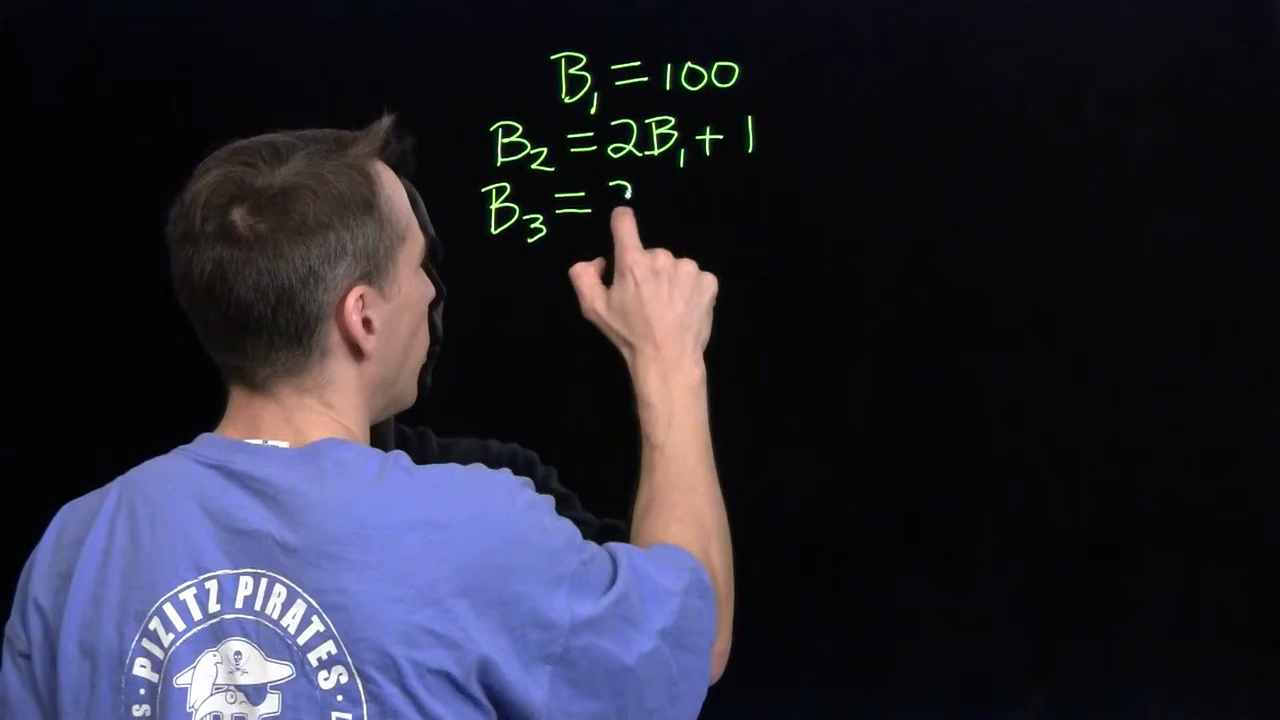 B₁ = 100
B₂ = 2B₁ + 1
B₃ =
PIZITZ PIRATES